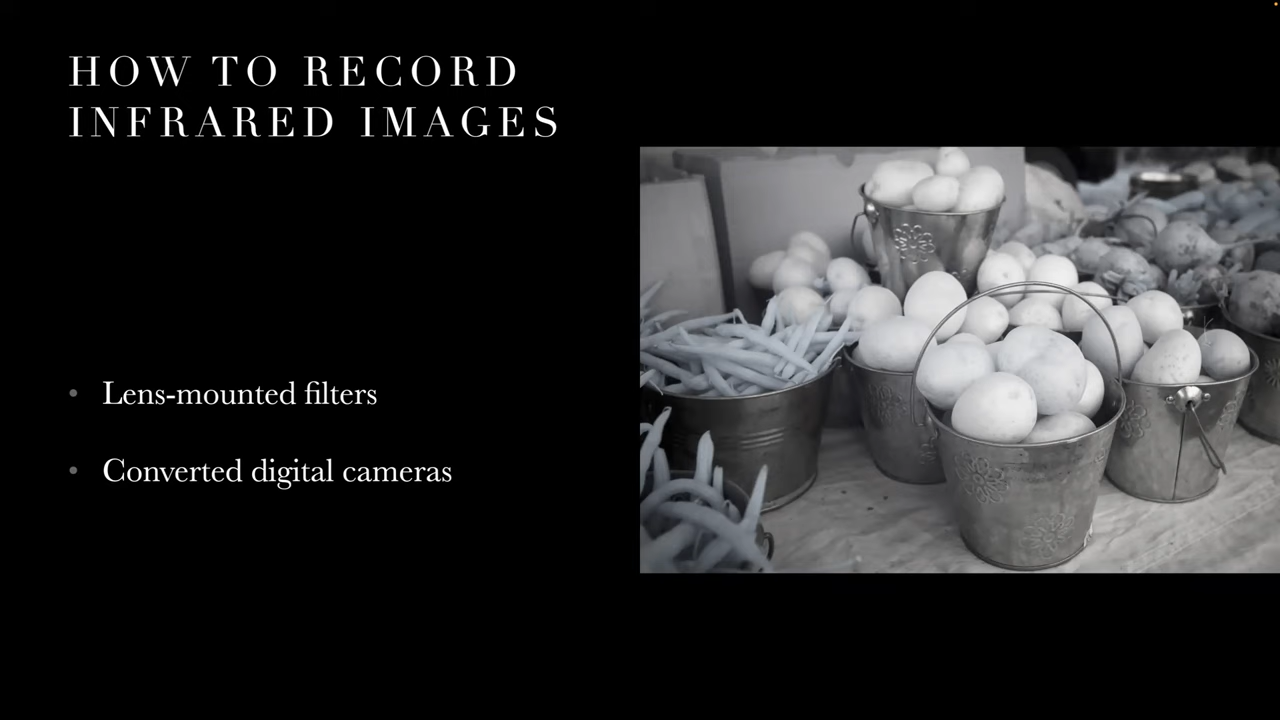 HOW TO RECORD
INFRARED IMAGES
• Lens-mounted filters
• Converted digital cameras